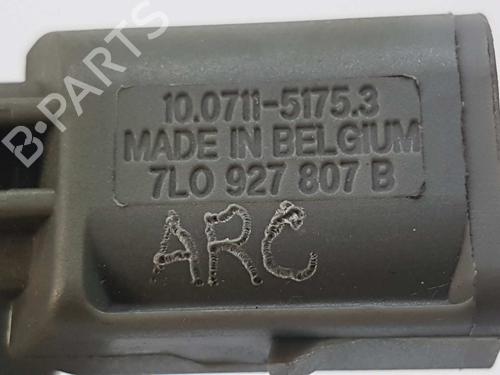 B-PARTS
10.0711-5175.3
MADE IN BELGIUM
7L0 927 807 B
ARC